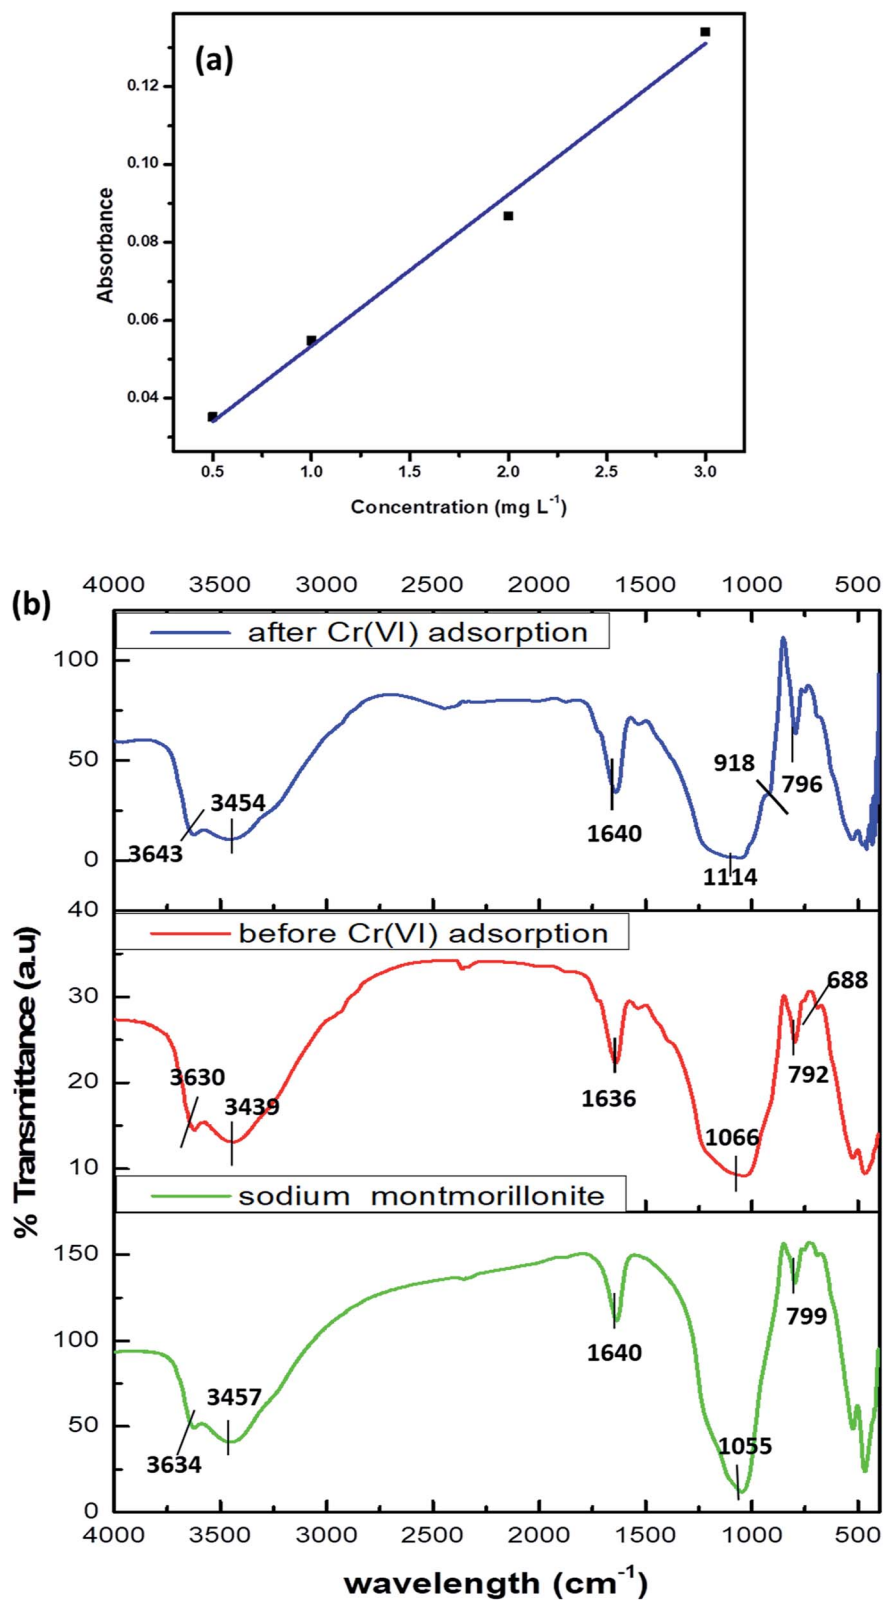 (a)
0.12
0.10
0.08
0.06
0.04
Absorbance
0.5 1.0 1.5 2.0 2.5 3.0
Concentration (mg L⁻¹)
(b)
4000 3500 3000 2500 2000 1500 1000 500
after Cr(VI) adsorption
100
50
0
3643
3454
1640
1114
918
796
% Transmittance (a.u)
before Cr(VI) adsorption
40
30
20
10
3630
3439
1636
1066
792
688
sodium montmorillonite
150
100
50
0
3634
3457
1640
1055
799
4000 3500 3000 2500 2000 1500 1000 500
wavelength (cm⁻¹)